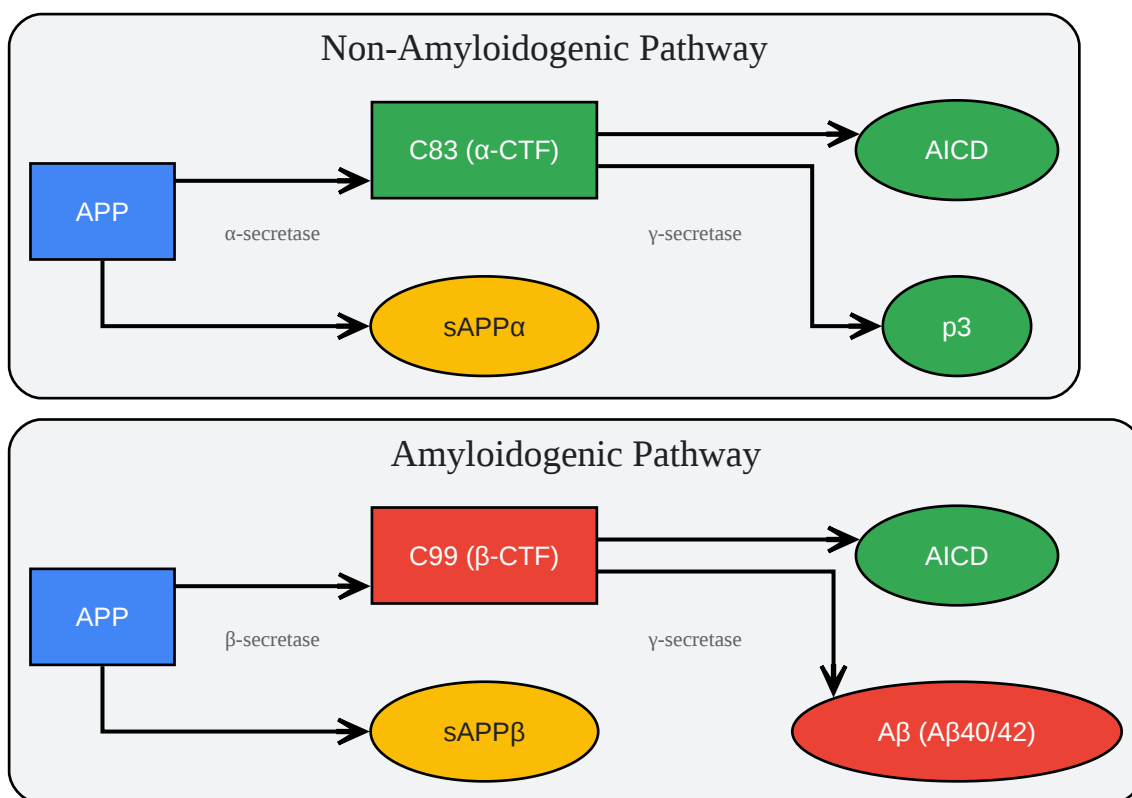 Non-Amyloidogenic Pathway
C83 (α-CTF)
AICD
APP
α-secretase
γ-secretase
sAPPα
p3
Amyloidogenic Pathway
C99 (β-CTF)
AICD
APP
β-secretase
γ-secretase
sAPPβ
Aβ (Aβ40/42)